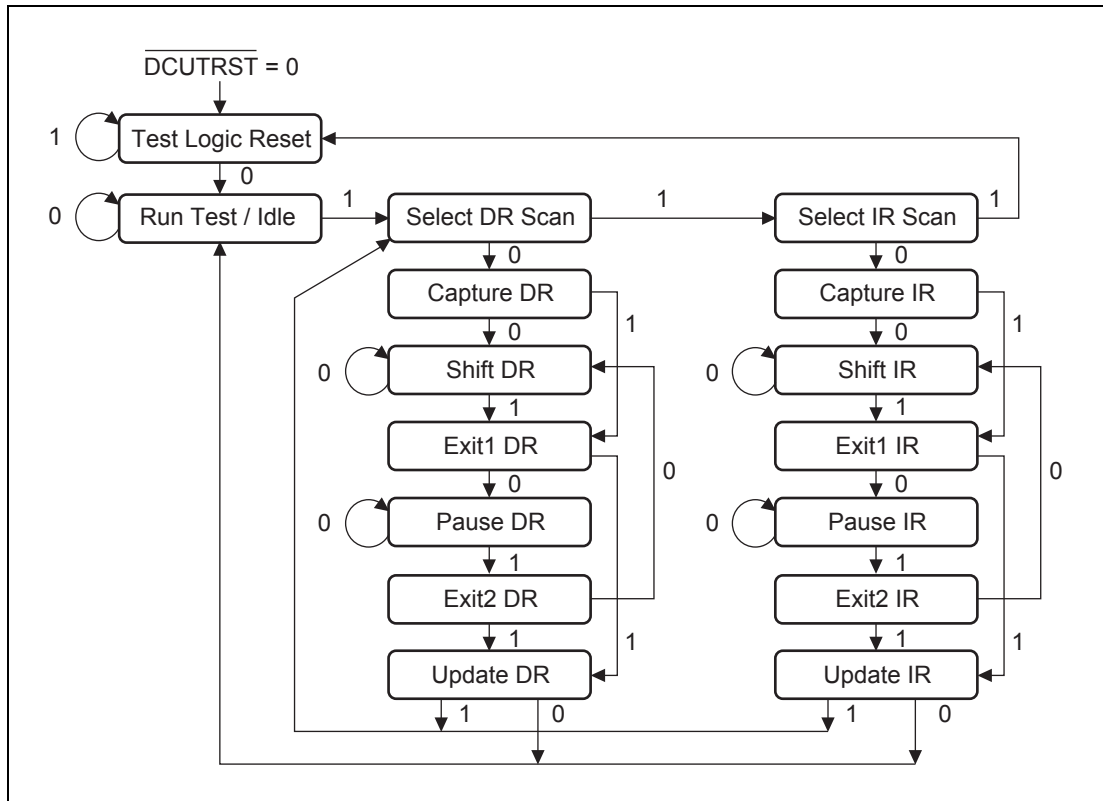 DCUTRST = 0
1
Test Logic Reset
0
0
Run Test / Idle
1
Select DR Scan
1
Select IR Scan
1
0
0
Capture DR
Capture IR
0
1
0
1
0
Shift DR
0
Shift IR
1
1
Exit1 DR
0
Exit1 IR
0
0
0
0
Pause DR
0
Pause IR
1
1
Exit2 DR
Exit2 IR
1
1
1
1
Update DR
Update IR
1
0
1
0